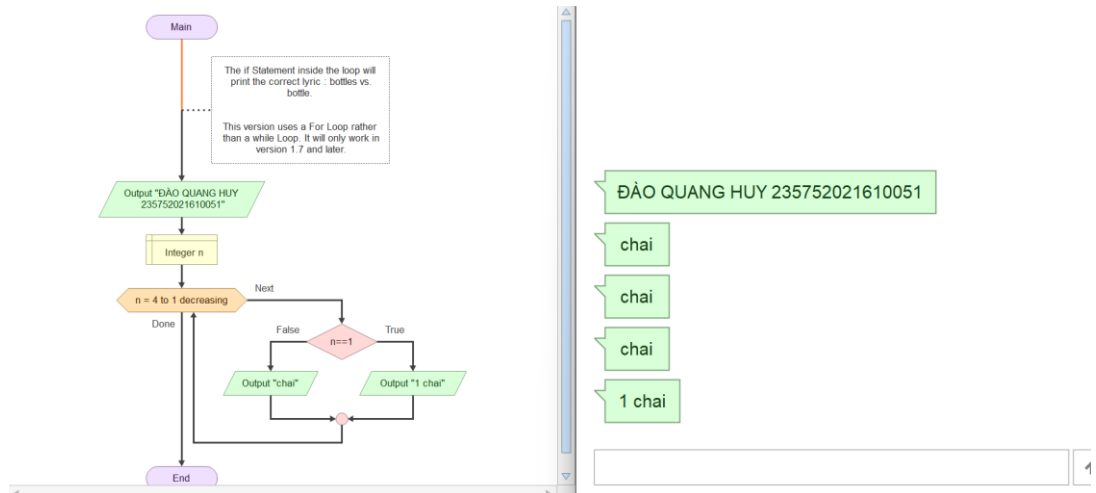 Main
The if Statement inside the loop will
print the correct lyric : bottles vs.
bottle.
This version uses a For Loop rather
than a while Loop. It will only work in
version 1.7 and later.
Output "ĐÀO QUANG HUY
235752021610051"
Integer n
n = 4 to 1 decreasing
Next
Done
False
True
n==1
Output "chai"
Output "1 chai"
End
ĐÀO QUANG HUY 235752021610051
chai
chai
chai
1 chai